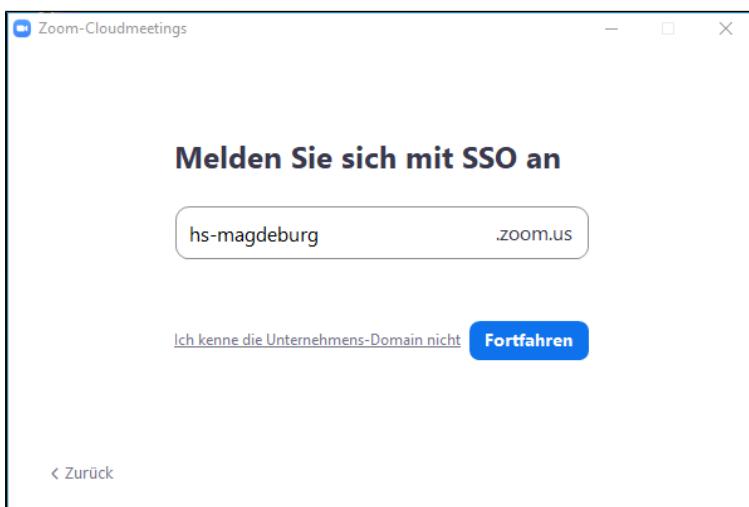 Zoom-Cloudmeetings
Melden Sie sich mit SSO an
hs-magdeburg .zoom.us
Ich kenne die Unternehmens-Domain nicht Fortfahren
< Zurück